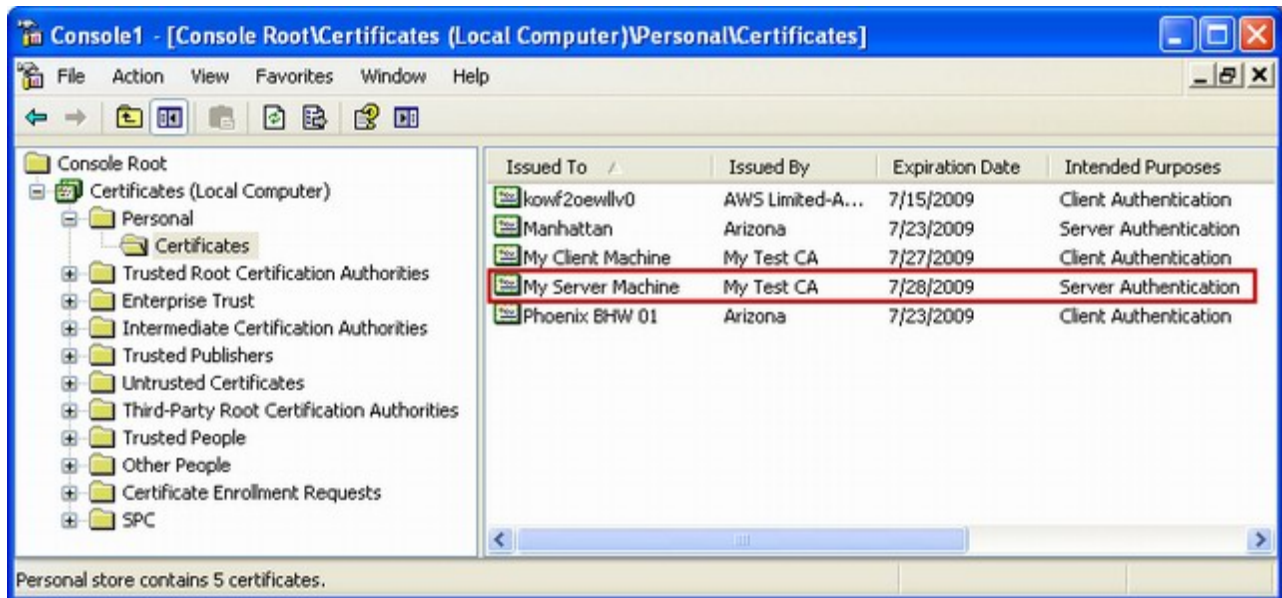 Console1 - [Console Root\Certificates (Local Computer)\Personal\Certificates]
File Action View Favorites Window Help
Console Root
Certificates (Local Computer)
Personal
Certificates
Trusted Root Certification Authorities
Enterprise Trust
Intermediate Certification Authorities
Trusted Publishers
Untrusted Certificates
Third-Party Root Certification Authorities
Trusted People
Other People
Certificate Enrollment Requests
SPC
Issued To Issued By Expiration Date Intended Purposes
kowf2oewllv0 AWS Limited-A... 7/15/2009 Client Authentication
Manhattan Arizona 7/23/2009 Server Authentication
My Client Machine My Test CA 7/27/2009 Client Authentication
My Server Machine My Test CA 7/28/2009 Server Authentication
Phoenix BHW 01 Arizona 7/23/2009 Client Authentication
Personal store contains 5 certificates.